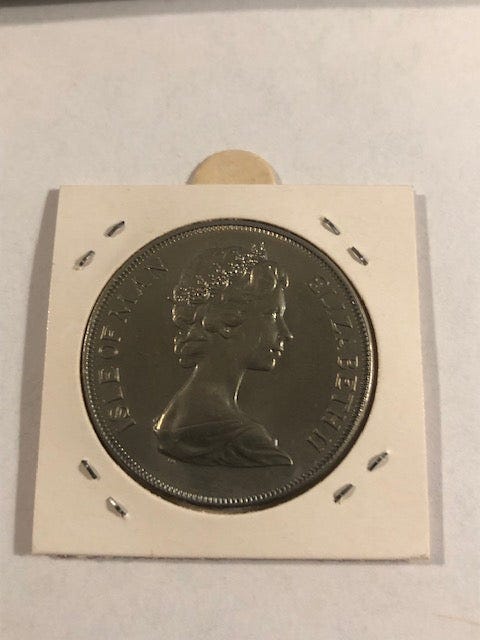 ISLE OF MAN
ELIZABETH II